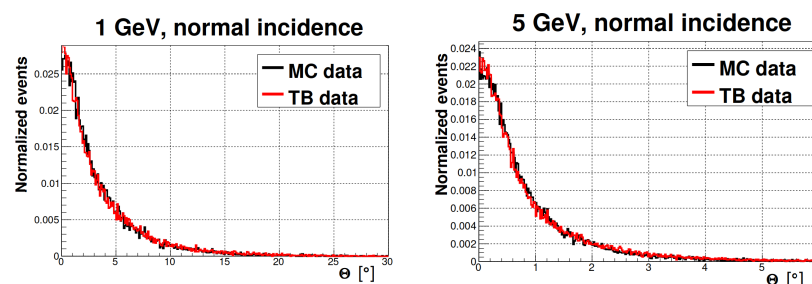 1 GeV, normal incidence
Normalized events
0.025
0.02
0.015
0.01
0.005
0
MC data
TB data
0 5 10 15 20 25 30
Θ [°]
5 GeV, normal incidence
Normalized events
0.024
0.022
0.02
0.018
0.016
0.014
0.012
0.01
0.008
0.006
0.004
0.002
0
MC data
TB data
0 1 2 3 4 5
Θ [°]